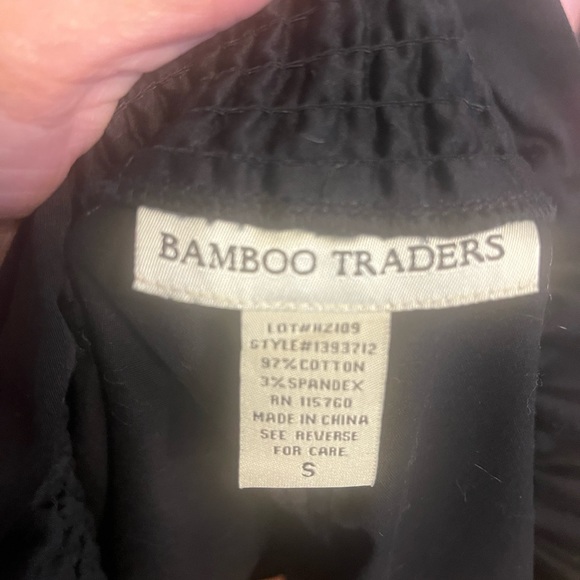 BAMBOO TRADERS
LOT#HZ109
STYLE#1393712
97%COTTON
3%SPANDEX
RN 115760
MADE IN CHINA
SEE REVERSE
FOR CARE
S